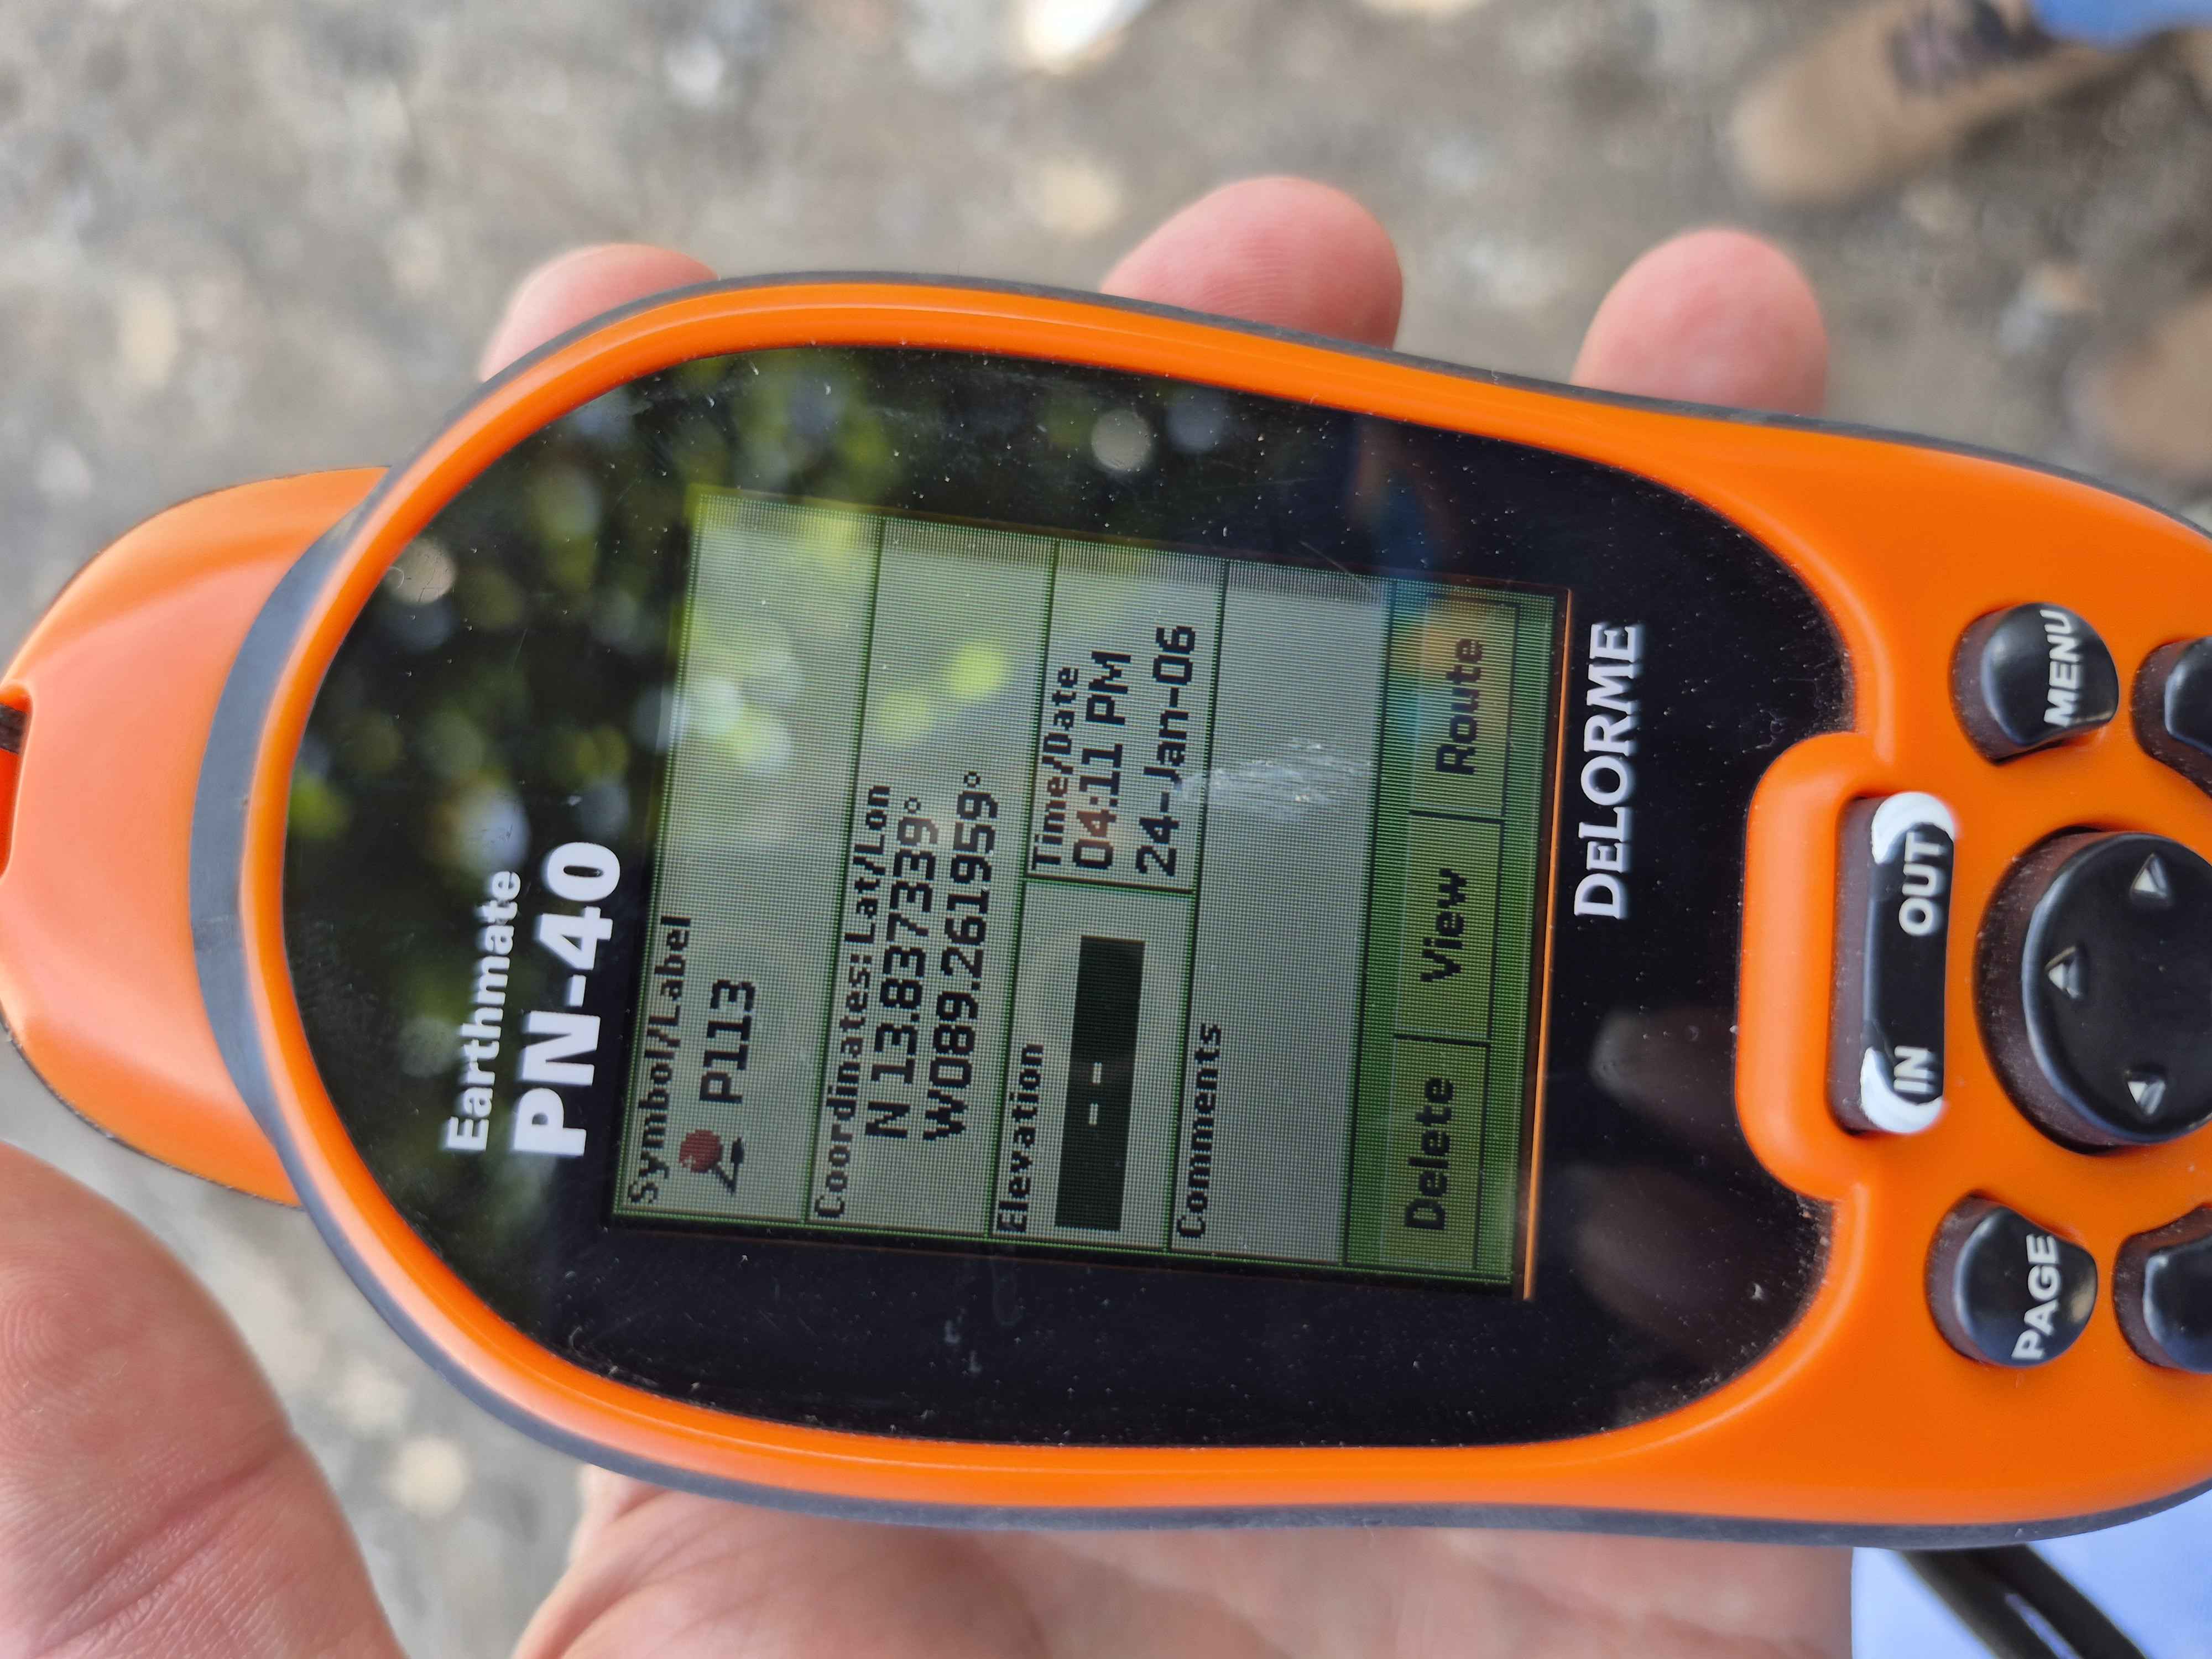 Earthmate
PN-40
Symbol/Label
P113
Coordinates: Lat/Lon
N 13.837339°
W089.261959°
Elevation
--
Time/Date
04:11 PM
24-Jan-06
Comments
Delete View Route
DELORME
PAGE IN OUT MENU